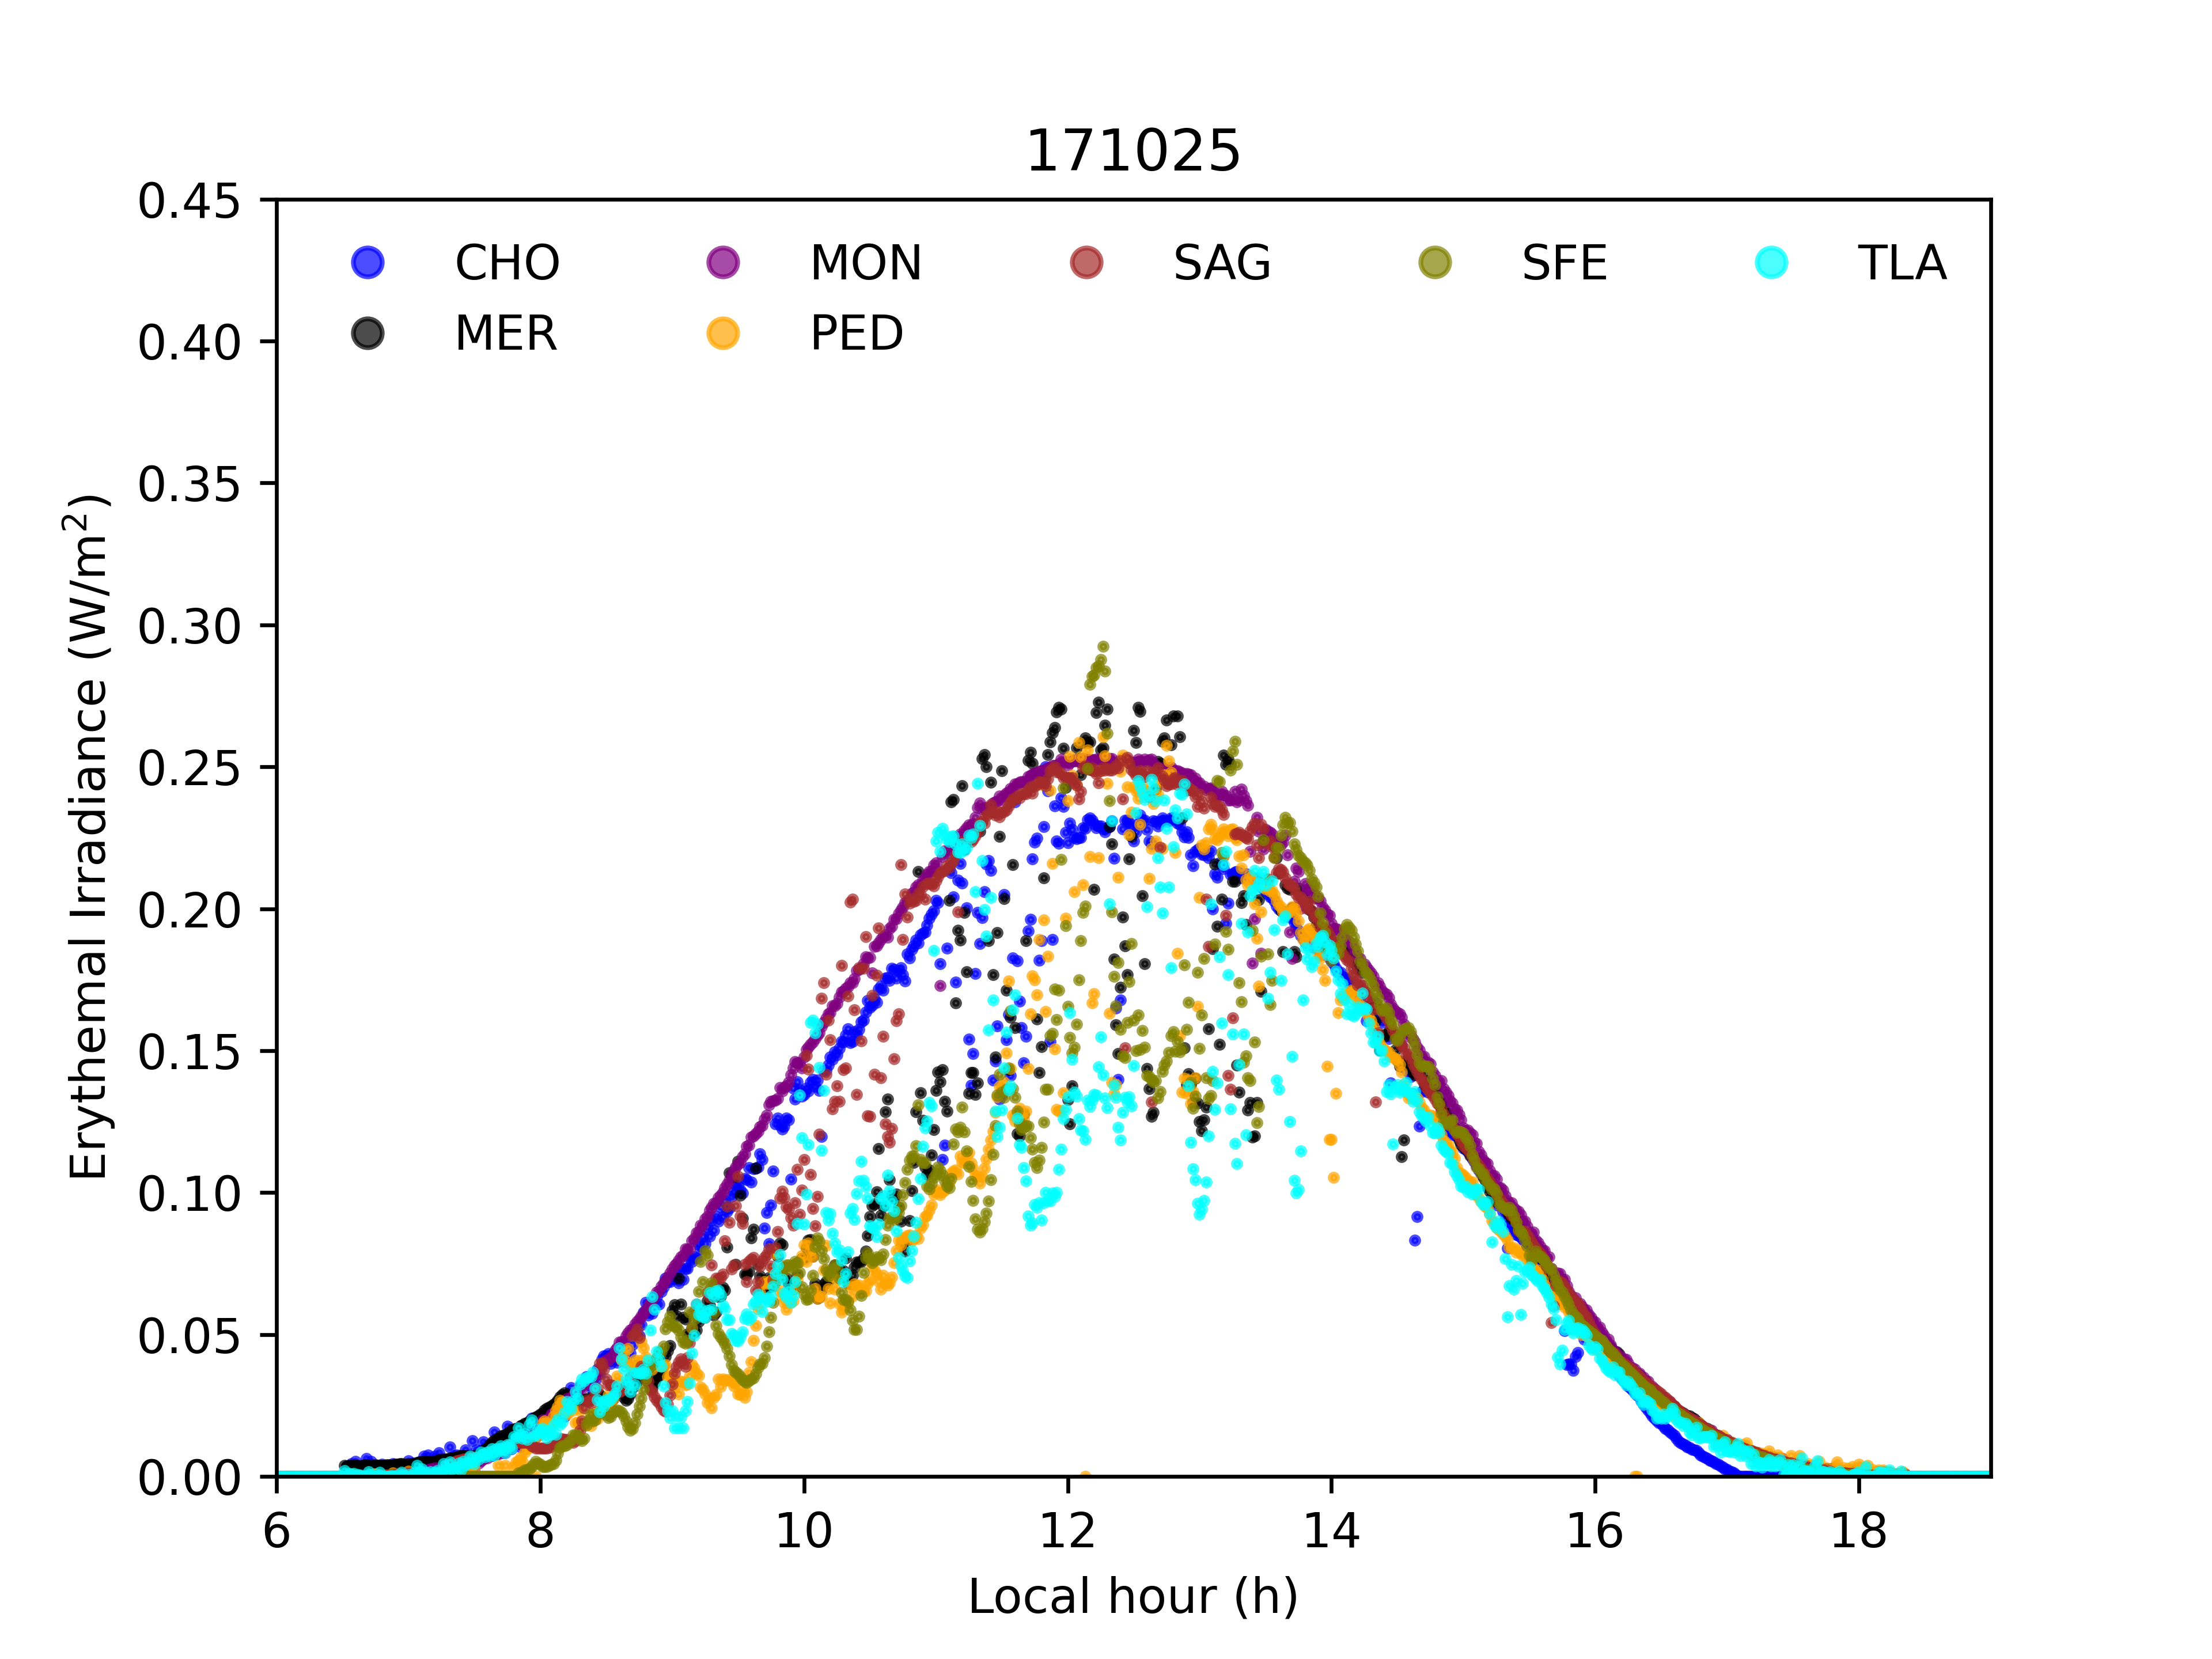 171025
0.45
0.40
0.35
0.30
0.25
0.20
0.15
0.10
0.05
0.00
Erythemal Irradiance (W/m²)
CHO MON SAG SFE TLA
MER PED
6 8 10 12 14 16 18
Local hour (h)